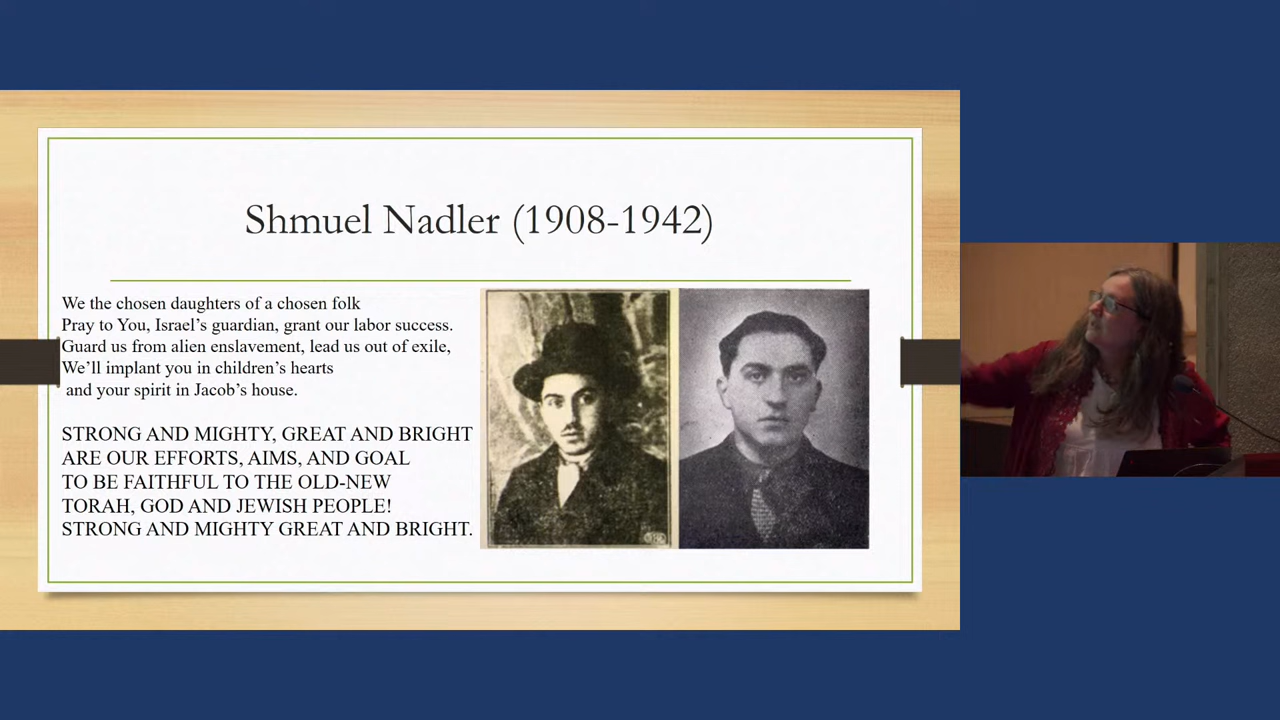 Shmuel Nadler (1908-1942)
We the chosen daughters of a chosen folk
Pray to You, Israel’s guardian, grant our labor success.
Guard us from alien enslavement, lead us out of exile,
We’ll implant you in children’s hearts
and your spirit in Jacob’s house.
STRONG AND MIGHTY, GREAT AND BRIGHT
ARE OUR EFFORTS, AIMS, AND GOAL
TO BE FAITHFUL TO THE OLD-NEW
TORAH, GOD AND JEWISH PEOPLE!
STRONG AND MIGHTY GREAT AND BRIGHT.